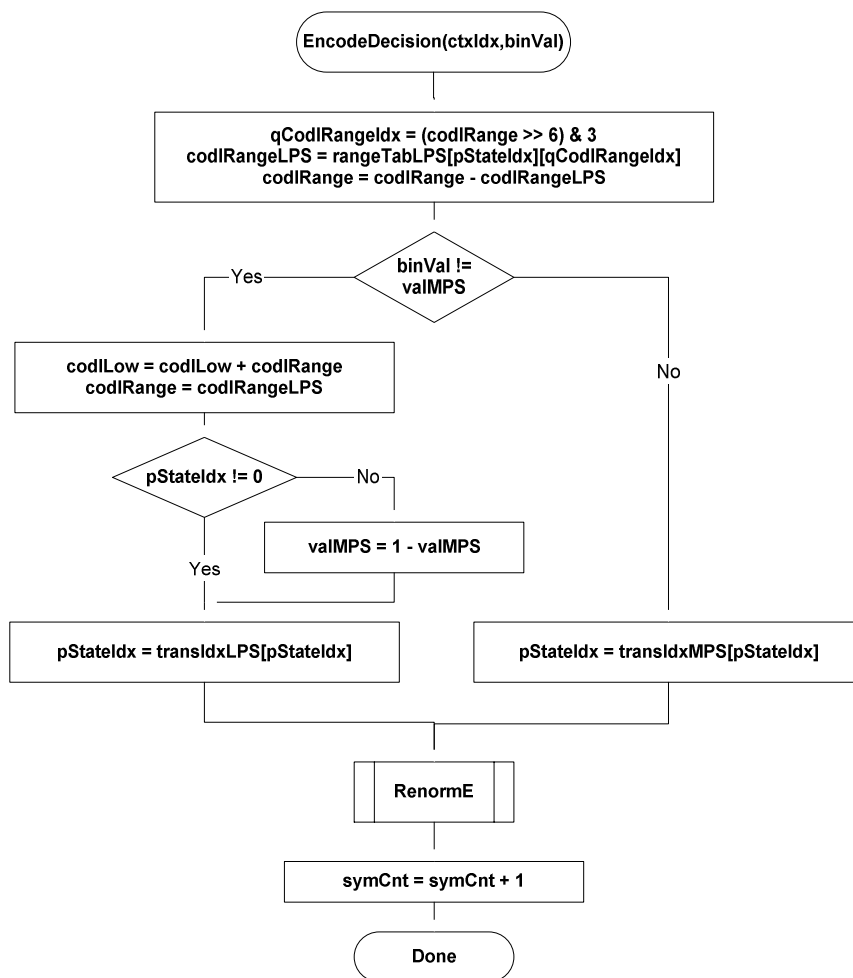 EncodeDecision(ctxIdx,binVal)
qCodIRangeIdx = (codIRange >> 6) & 3
codIRangeLPS = rangeTabLPS[pStateIdx][qCodIRangeIdx]
codIRange = codIRange - codIRangeLPS
binVal !=
valMPS
Yes
No
codILow = codILow + codIRange
codIRange = codIRangeLPS
pStateIdx != 0
No
valMPS = 1 - valMPS
Yes
pStateIdx = transIdxLPS[pStateIdx]
pStateIdx = transIdxMPS[pStateIdx]
RenormE
symCnt = symCnt + 1
Done